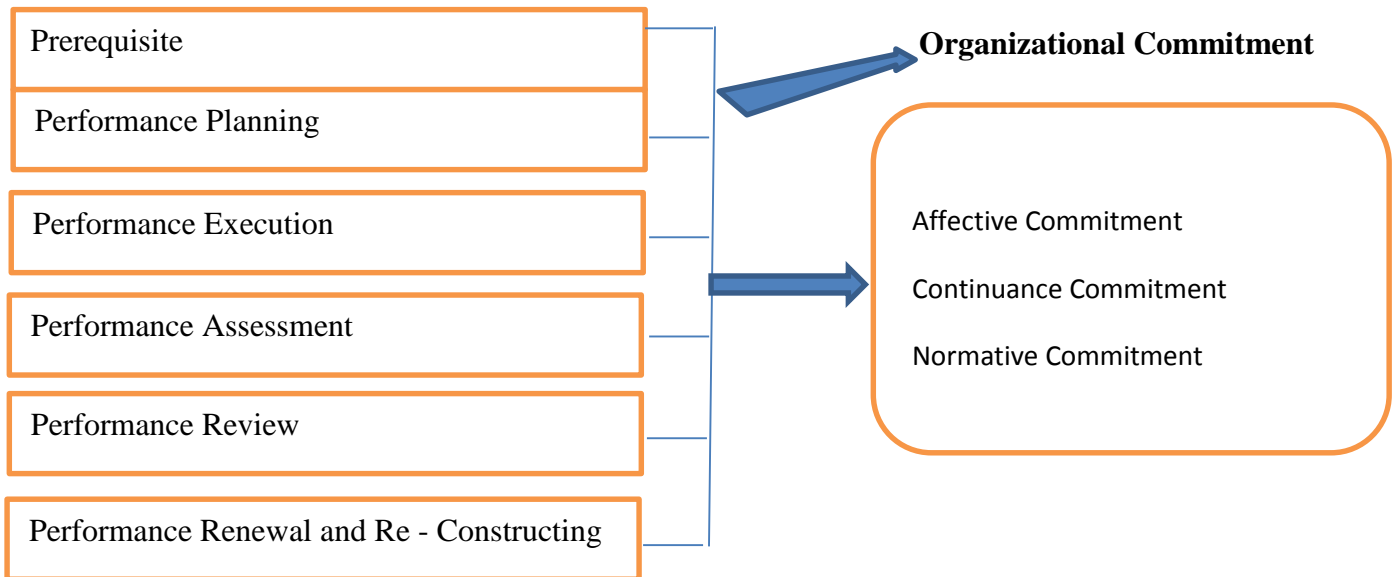 Prerequisite
Performance Planning
Performance Execution
Performance Assessment
Performance Review
Performance Renewal and Re - Constructing
Organizational Commitment
Affective Commitment
Continuance Commitment
Normative Commitment